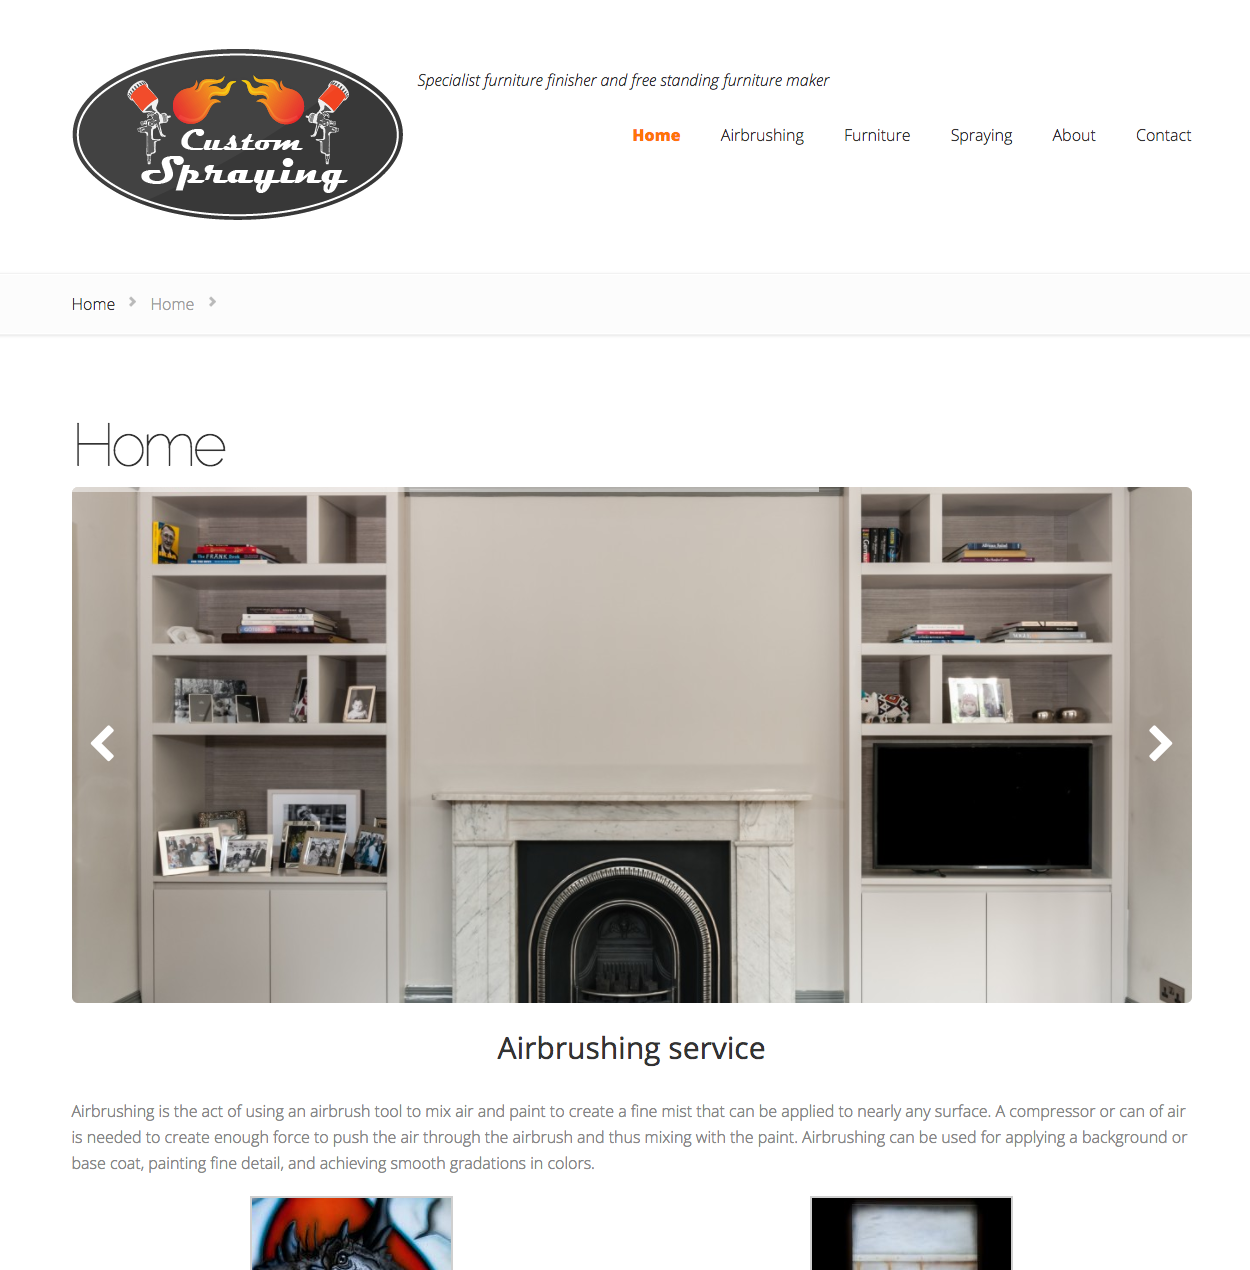 Custom
Spraying
Specialist furniture finisher and free standing furniture maker
Home Airbrushing Furniture Spraying About Contact
Home Home
Home
The FRANK Book
VOGUE
Airbrushing service
Airbrushing is the act of using an airbrush tool to mix air and paint to create a fine mist that can be applied to nearly any surface. A compressor or can of air
is needed to create enough force to push the air through the airbrush and thus mixing with the paint. Airbrushing can be used for applying a background or
base coat, painting fine detail, and achieving smooth gradations in colors.